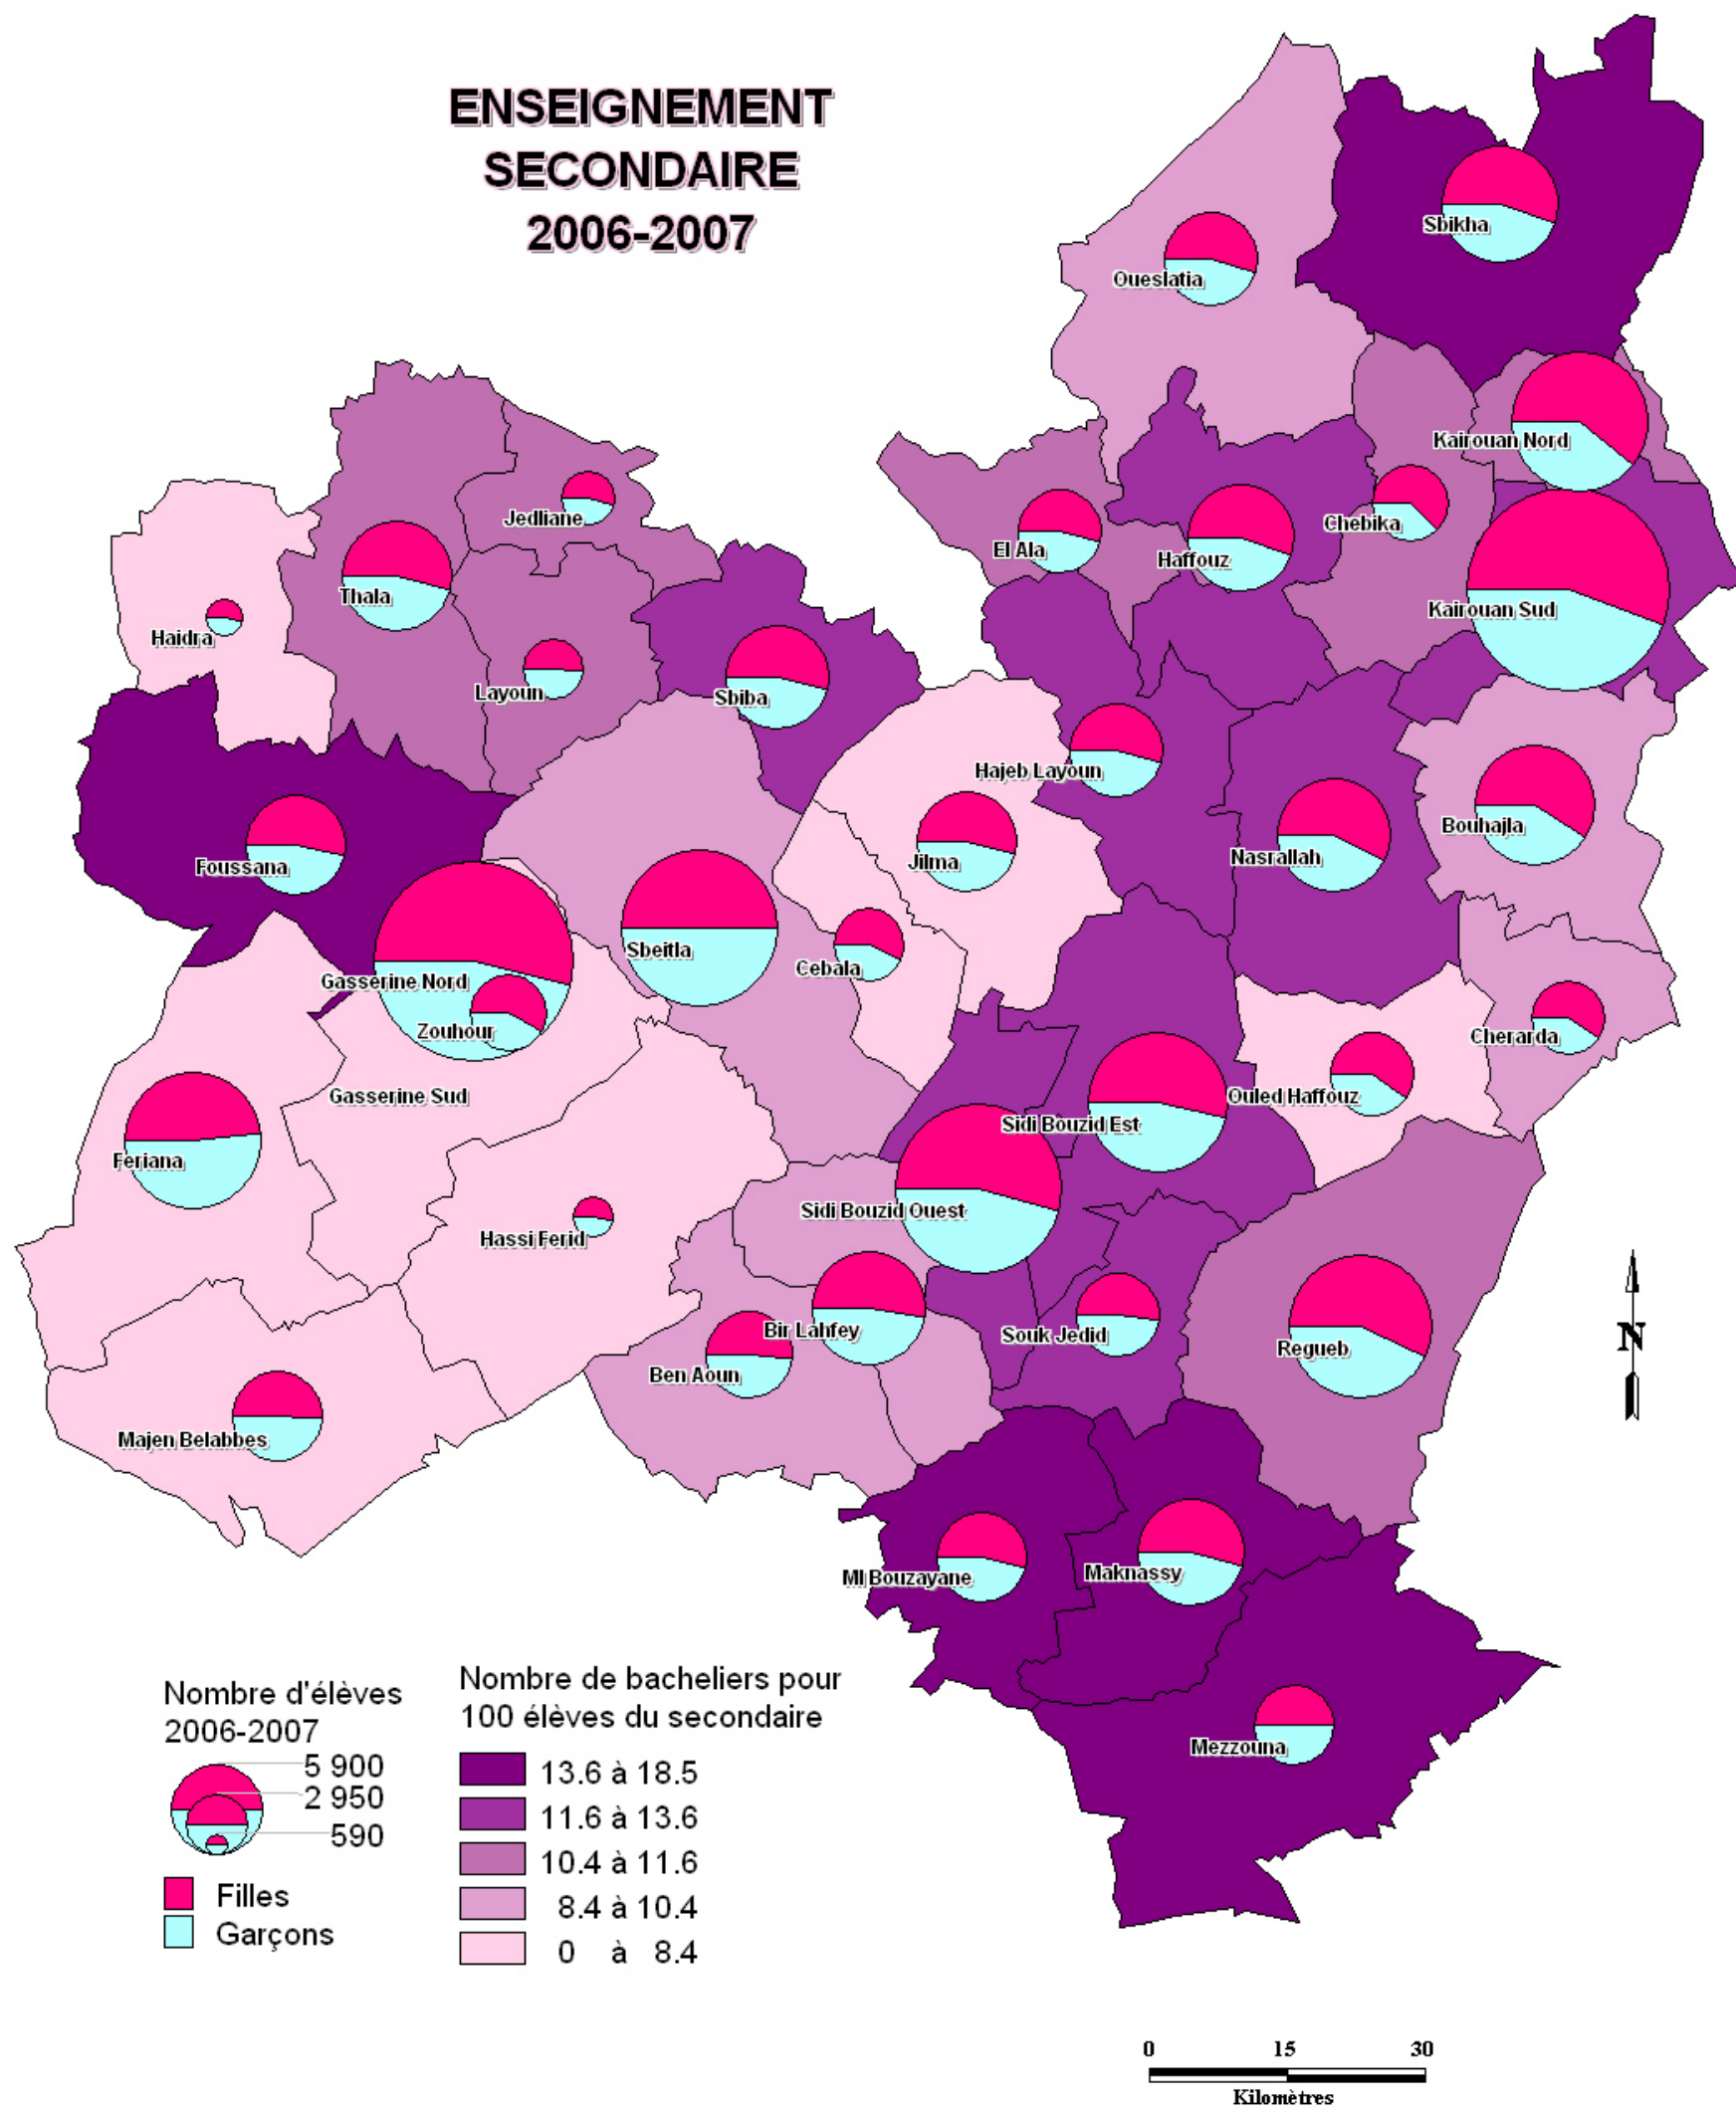 ENSEIGNEMENT
SECONDAIRE
2006-2007
Sbikha
Oueslatia
Kairouan Nord
Jedliane
Chebika
El Ala
Haffouz
Thala
Kairouan Sud
Haidra
Layoun
Sbiba
Hajeb Layoun
Bouhajla
Nasrallah
Jilma
Foussana
Sbeitla
Cebala
Gasserine Nord
Zouhour
Cherarda
Gasserine Sud
Ouled Haffouz
Sidi Bouzid Est
Feriana
Sidi Bouzid Ouest
Hassi Ferid
Bir Lahfey
Souk Jedid
Regueb
Ben Aoun
Majen Belabbes
N
Ml Bouzayane
Maknassy
Mezzouna
Nombre d'élèves
2006-2007
5 900
2 950
590
Filles
Garçons
Nombre de bacheliers pour
100 élèves du secondaire
13.6 à 18.5
11.6 à 13.6
10.4 à 11.6
8.4 à 10.4
0 à 8.4
0 15 30
Kilomètres